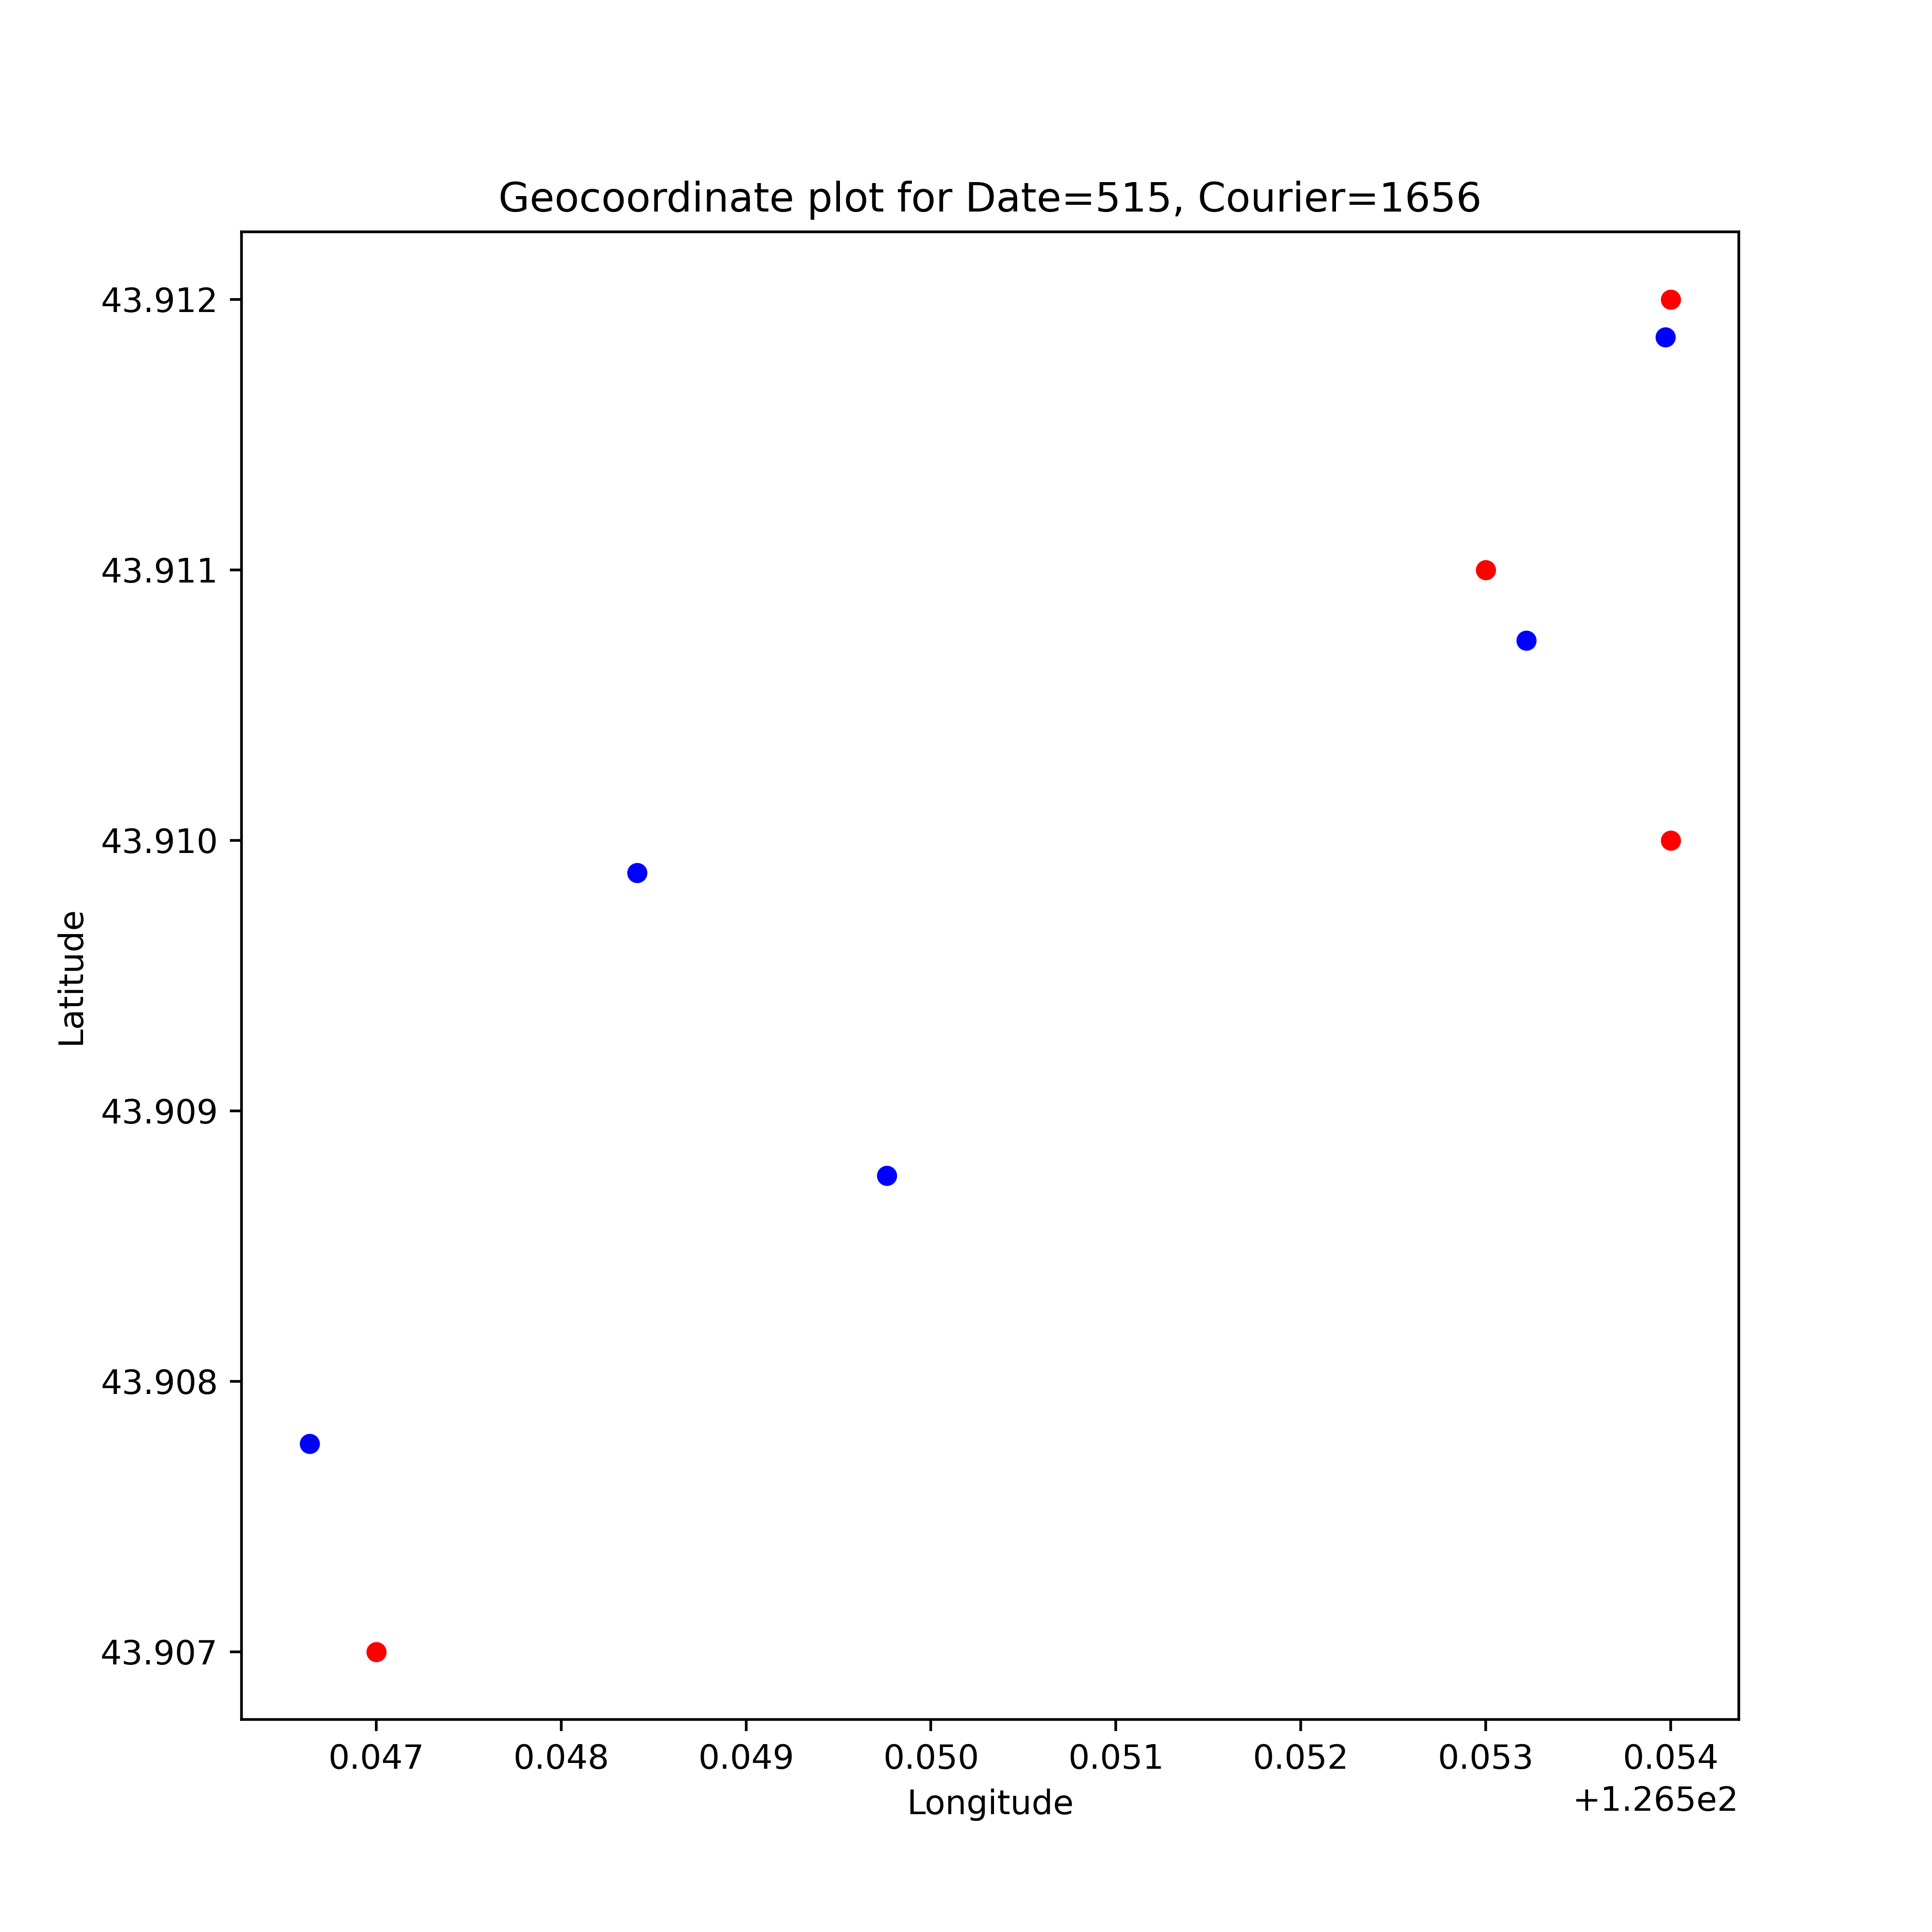 Geocoordinate plot for Date=515, Courier=1656
43.912
43.911
43.910
43.909
43.908
43.907
Latitude
0.047 0.048 0.049 0.050 0.051 0.052 0.053 0.054
+1.265e2
Longitude